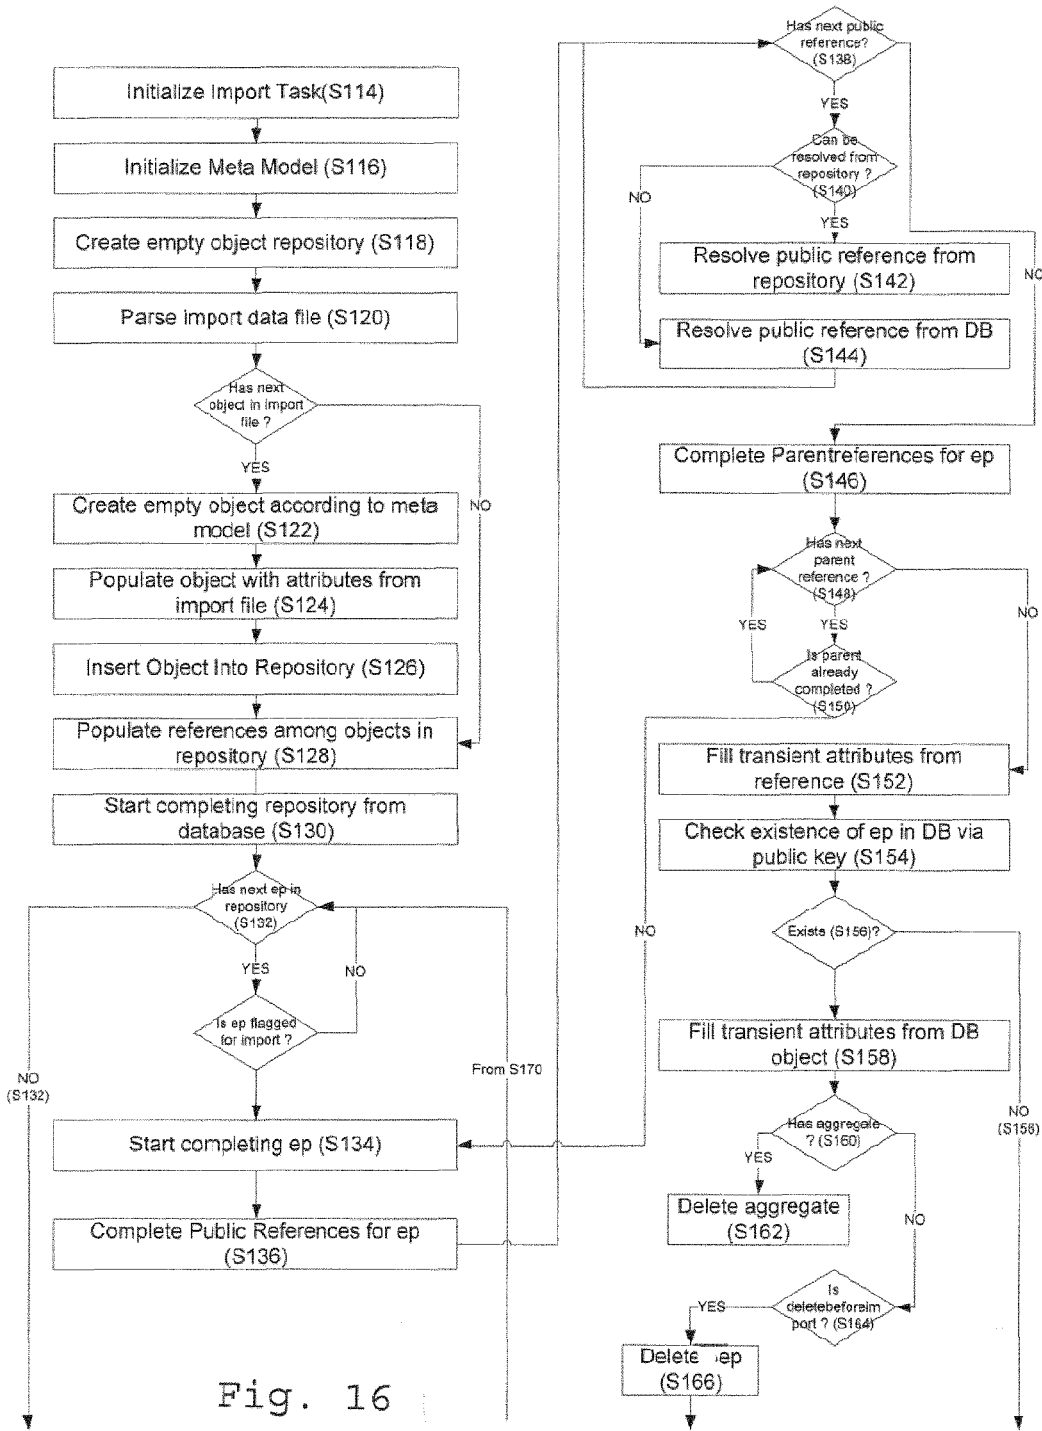 Initialize Import Task(S114)
Initialize Meta Model (S116)
Create empty object repository (S118)
Parse import data file (S120)
Has next
object in import
file ?
YES
NO
Create empty object according to meta
model (S122)
Populate object with attributes from
import file (S124)
Insert Object Into Repository (S126)
Populate references among objects in
repository (S128)
Start completing repository from
database (S130)
Has next ep in
repository
(S132)
YES
NO
Is ep flagged
for import ?
NO
(S132)
From S170
Start completing ep (S134)
Complete Public References for ep
(S136)
Has next public
reference?
(S138)
YES
Can be
resolved from
repository ?
(S140)
NO
YES
NO
Resolve public reference from
repository (S142)
Resolve public reference from DB
(S144)
Complete Parentreferences for ep
(S146)
Has next
parent
reference ?
(S148)
NO
YES
YES
Is parent
already
completed ?
(S150)
Fill transient attributes from
reference (S152)
Check existence of ep in DB via
public key (S154)
NO
Exists (S156)?
Fill transient attributes from DB
object (S158)
NO
(S156)
Has aggregate
? (S160)
YES
Delete aggregate
(S162)
NO
Is
deletebeforeim
port ? (S164)
YES
Delete ep
(S166)
Fig. 16